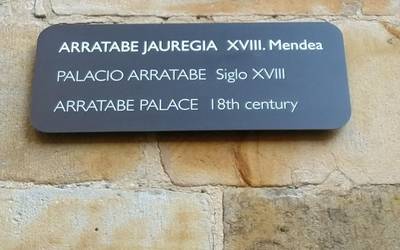 ARRATABE JAUREGIA XVIII. Mendea
PALACIO ARRATABE Siglo XVIII
ARRATABE PALACE 18th century